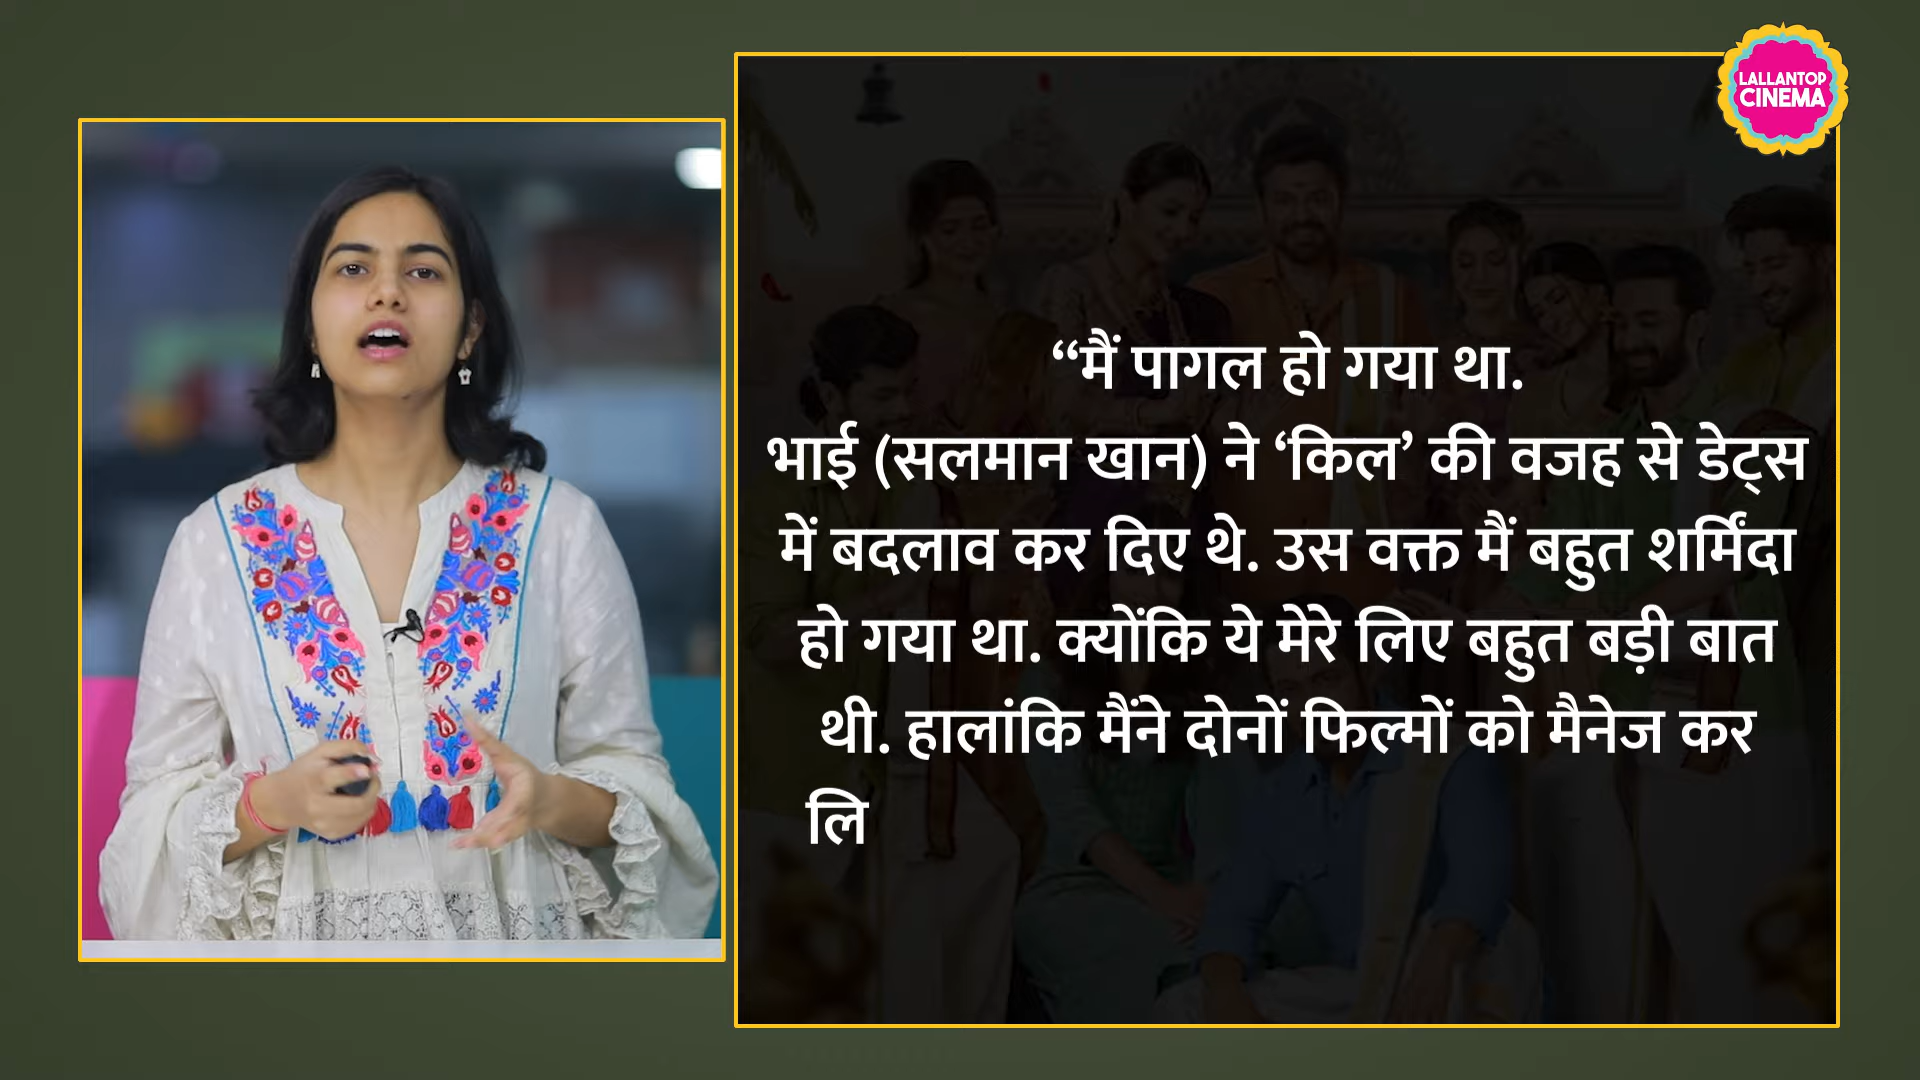 LALLANTOP
CINEMA
“मैं पागल हो गया था.
भाई (सलमान खान) ने ‘किल’ की वजह से डेट्स
में बदलाव कर दिए थे. उस वक्त मैं बहुत शर्मिंदा
हो गया था. क्योंकि ये मेरे लिए बहुत बड़ी बात
थी. हालांकि मैंने दोनों फिल्मों को मैनेज कर
लि